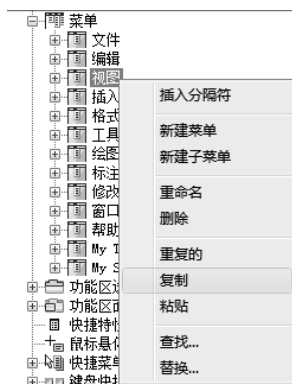 菜单
文件
编辑
视图
插入
格式
工具
绘图
标注
修改
窗口
帮助
My T
My S
功能区
功能区
快捷特
鼠标悬
快捷菜
键盘快
插入分隔符
新建菜单
新建子菜单
重命名
删除
重复的
复制
粘贴
查找...
替换...